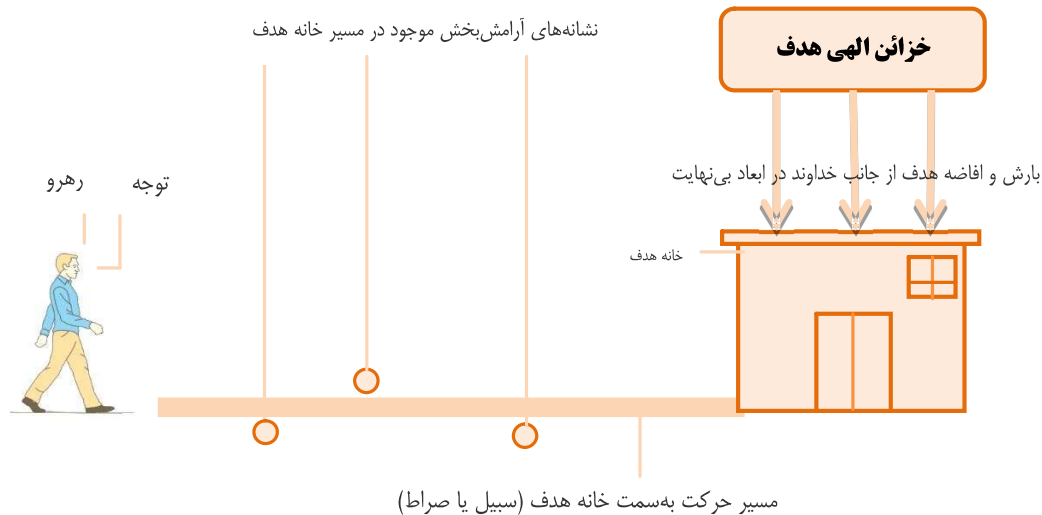 نشانه‌های آرامش‌بخش موجود در مسیر خانه هدف
خزائن الهی هدف
بارش و افاضه هدف از جانب خداوند در ابعاد بی‌نهایت
توجه
رهرو
خانه هدف
مسیر حرکت به‌سمت خانه هدف (سبیل یا صراط)